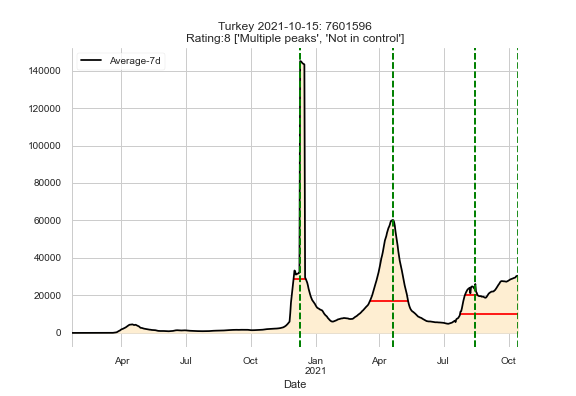 Turkey 2021-10-15: 7601596
Rating:8 ['Multiple peaks', 'Not in control']
Average-7d
140000
120000
100000
80000
60000
40000
20000
0
Apr Jul Oct Jan Apr Jul Oct
2021
Date